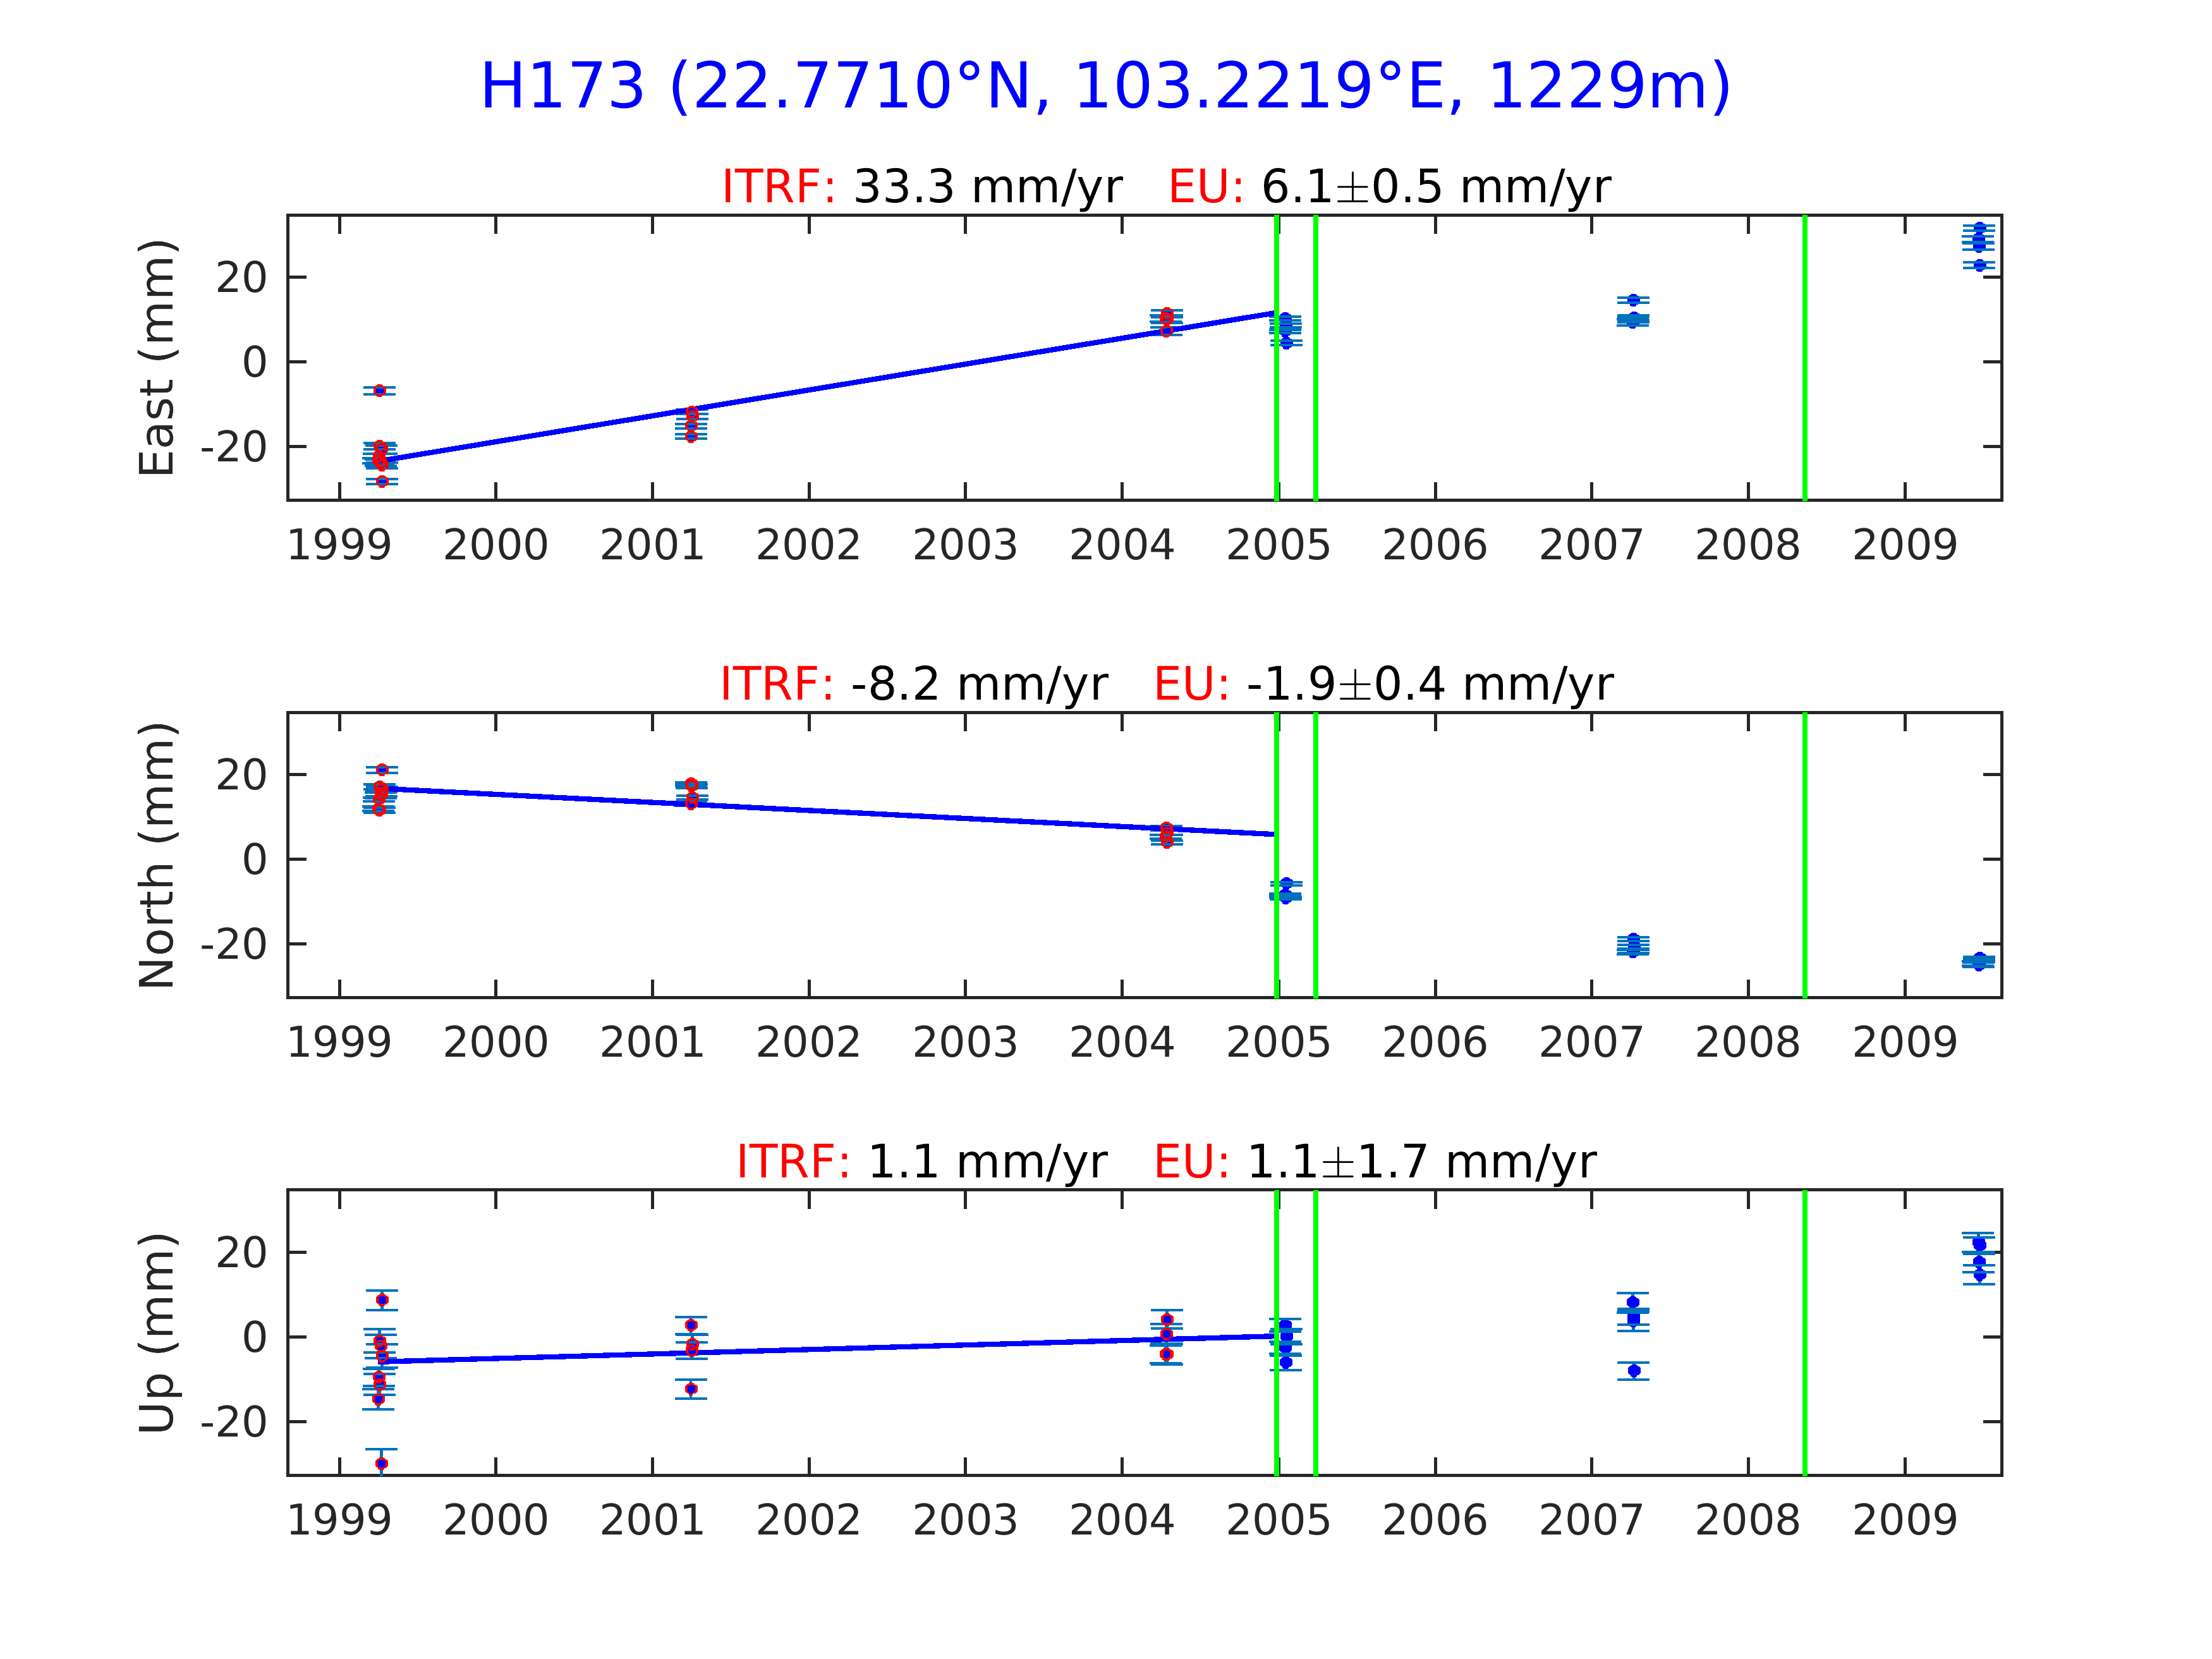 H173 (22.7710°N, 103.2219°E, 1229m)
ITRF: 33.3 mm/yr EU: 6.1±0.5 mm/yr
East (mm)
20
0
-20
1999 2000 2001 2002 2003 2004 2005 2006 2007 2008 2009
ITRF: -8.2 mm/yr EU: -1.9±0.4 mm/yr
North (mm)
20
0
-20
1999 2000 2001 2002 2003 2004 2005 2006 2007 2008 2009
ITRF: 1.1 mm/yr EU: 1.1±1.7 mm/yr
Up (mm)
20
0
-20
1999 2000 2001 2002 2003 2004 2005 2006 2007 2008 2009